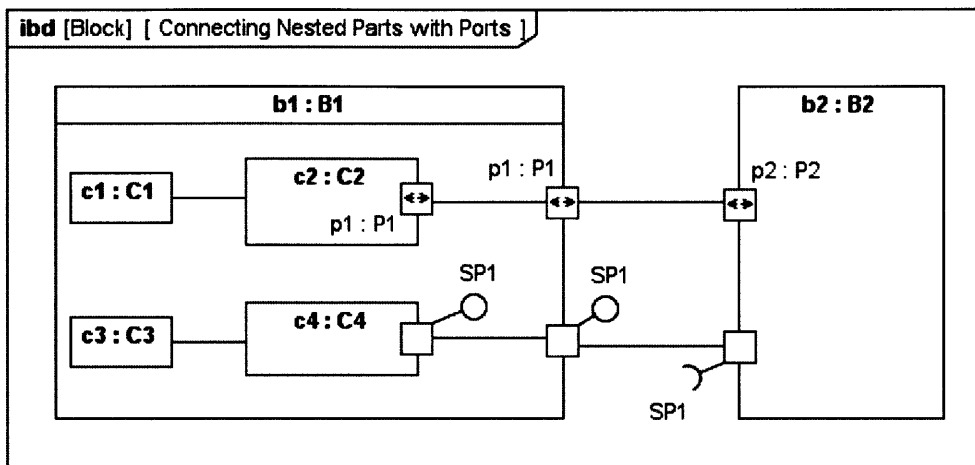 ibd [Block] [ Connecting Nested Parts with Ports ]
b1 : B1
b2 : B2
c1 : C1
c2 : C2
p1 : P1
p1 : P1
p2 : P2
c3 : C3
c4 : C4
SP1
SP1
SP1